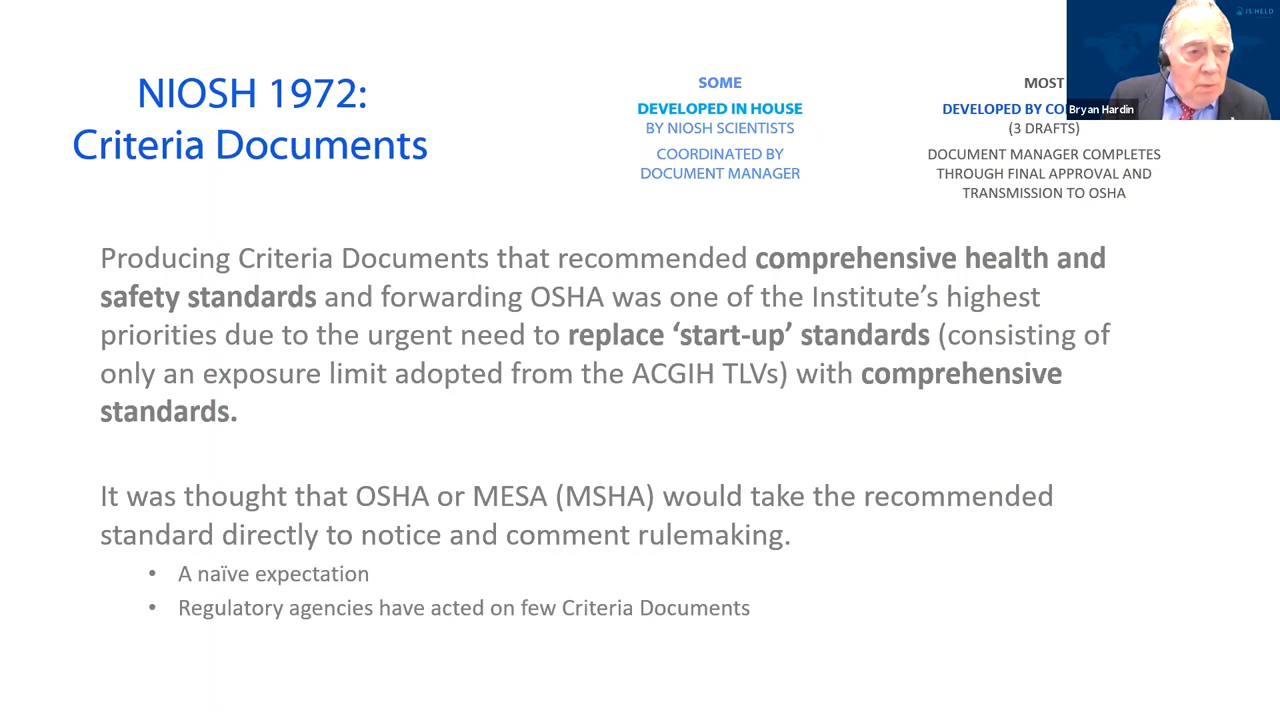 NIOSH 1972:
Criteria Documents
SOME
DEVELOPED IN HOUSE
BY NIOSH SCIENTISTS
COORDINATED BY
DOCUMENT MANAGER
MOST
DEVELOPED BY
(3 DRAFTS)
DOCUMENT MANAGER COMPLETES
THROUGH FINAL APPROVAL AND
TRANSMISSION TO OSHA
JS HELD
Bryan Hardin
Producing Criteria Documents that recommended comprehensive health and
safety standards and forwarding OSHA was one of the Institute’s highest
priorities due to the urgent need to replace ‘start-up’ standards (consisting of
only an exposure limit adopted from the ACGIH TLVs) with comprehensive
standards.
It was thought that OSHA or MESA (MSHA) would take the recommended
standard directly to notice and comment rulemaking.
• A naïve expectation
• Regulatory agencies have acted on few Criteria Documents